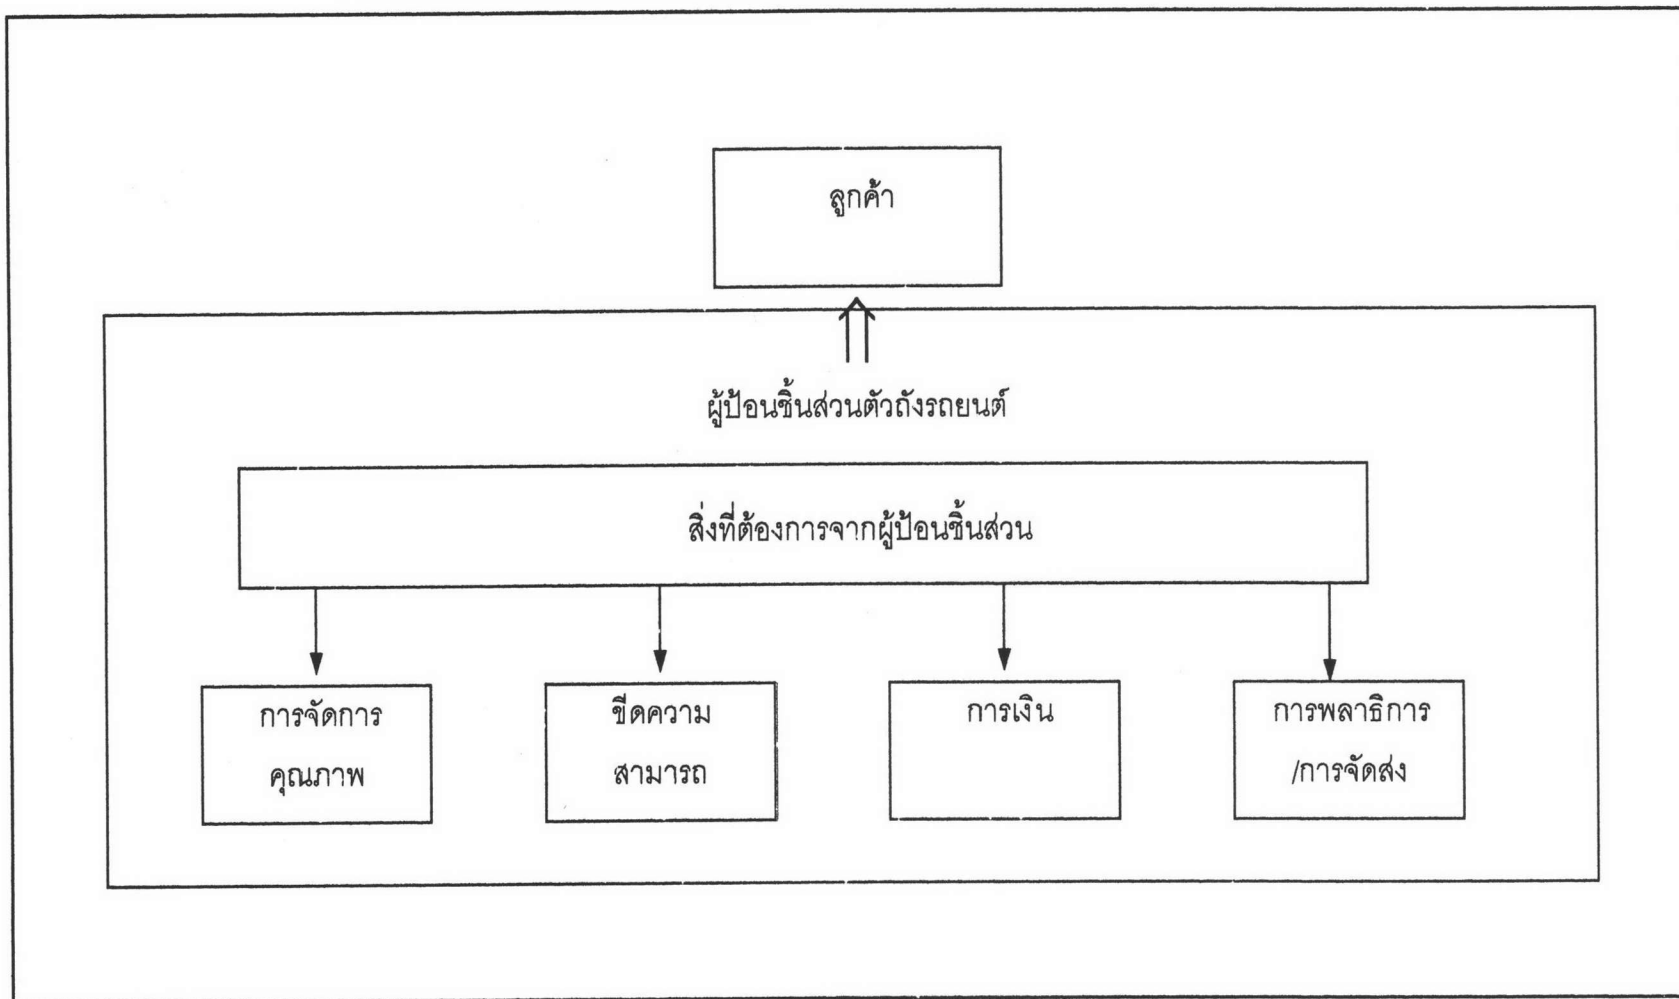 ลูกค้า
ผู้ป้อนชิ้นส่วนตัวถังรถยนต์
สิ่งที่ต้องการจากผู้ป้อนชิ้นส่วน
การจัดการ
คุณภาพ
ขีดความ
สามารถ
การเงิน
การพลาธิการ
/การจัดส่ง